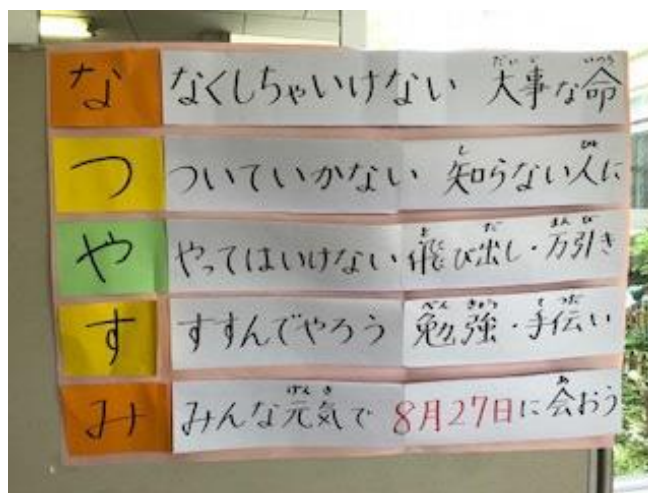 な なくしちゃいけない 大事な命
つ ついていかない 知らない人に
や やってはいけない 飛び出し・万引き
す すすんでやろう 勉強・手伝い
み みんな元気で 8月27日に会おう